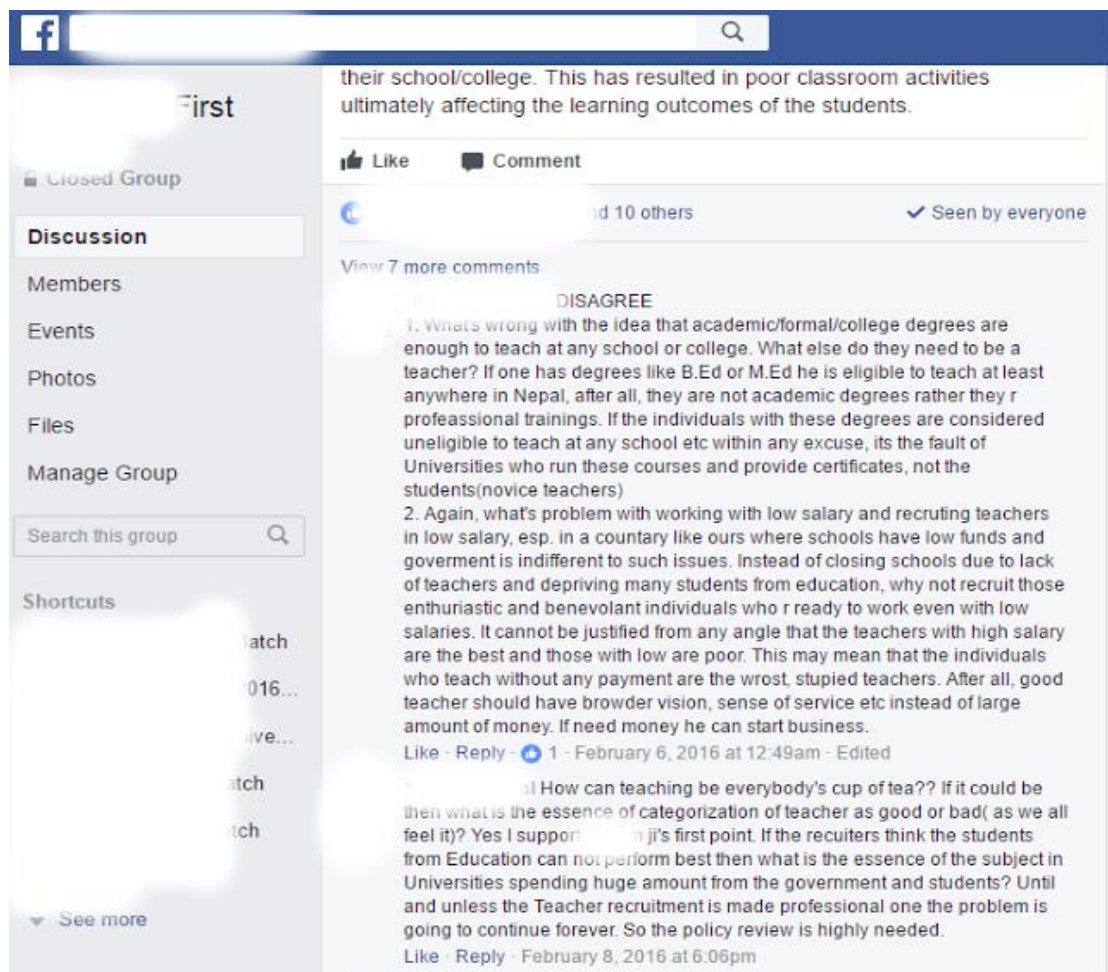 f
their school/college. This has resulted in poor classroom activities
ultimately affecting the learning outcomes of the students.
First
Closed Group
Like Comment
10 others Seen by everyone
Discussion
Members
Events
Photos
Files
Manage Group
Search this group
Shortcuts
atch
016...
ive...
atch
tch
See more
View 7 more comments
DISAGREE
1. What's wrong with the idea that academic/formal/college degrees are
enough to teach at any school or college. What else do they need to be a
teacher? If one has degrees like B.Ed or M.Ed he is eligible to teach at least
anywhere in Nepal, after all, they are not academic degrees rather they r
profeassional trainings. If the individuals with these degrees are considered
uneligible to teach at any school etc within any excuse, its the fault of
Universities who run these courses and provide certificates, not the
students(novice teachers)
2. Again, what's problem with working with low salary and recruting teachers
in low salary, esp. in a countary like ours where schools have low funds and
goverment is indifferent to such issues. Instead of closing schools due to lack
of teachers and depriving many students from education, why not recruit those
enthuriastic and benevolant individuals who r ready to work even with low
salaries. It cannot be justified from any angle that the teachers with high salary
are the best and those with low are poor. This may mean that the individuals
who teach without any payment are the wrost, stupied teachers. After all, good
teacher should have browder vision, sense of service etc instead of large
amount of money. If need money he can start business.
Like · Reply · 1 · February 6, 2016 at 12:49am · Edited
How can teaching be everybody's cup of tea?? If it could be
then what is the essence of categorization of teacher as good or bad( as we all
feel it)? Yes I support ji's first point. If the recuiters think the students
from Education can not perform best then what is the essence of the subject in
Universities spending huge amount from the government and students? Until
and unless the Teacher recruitment is made professional one the problem is
going to continue forever. So the policy review is highly needed.
Like · Reply · February 8, 2016 at 6:06pm